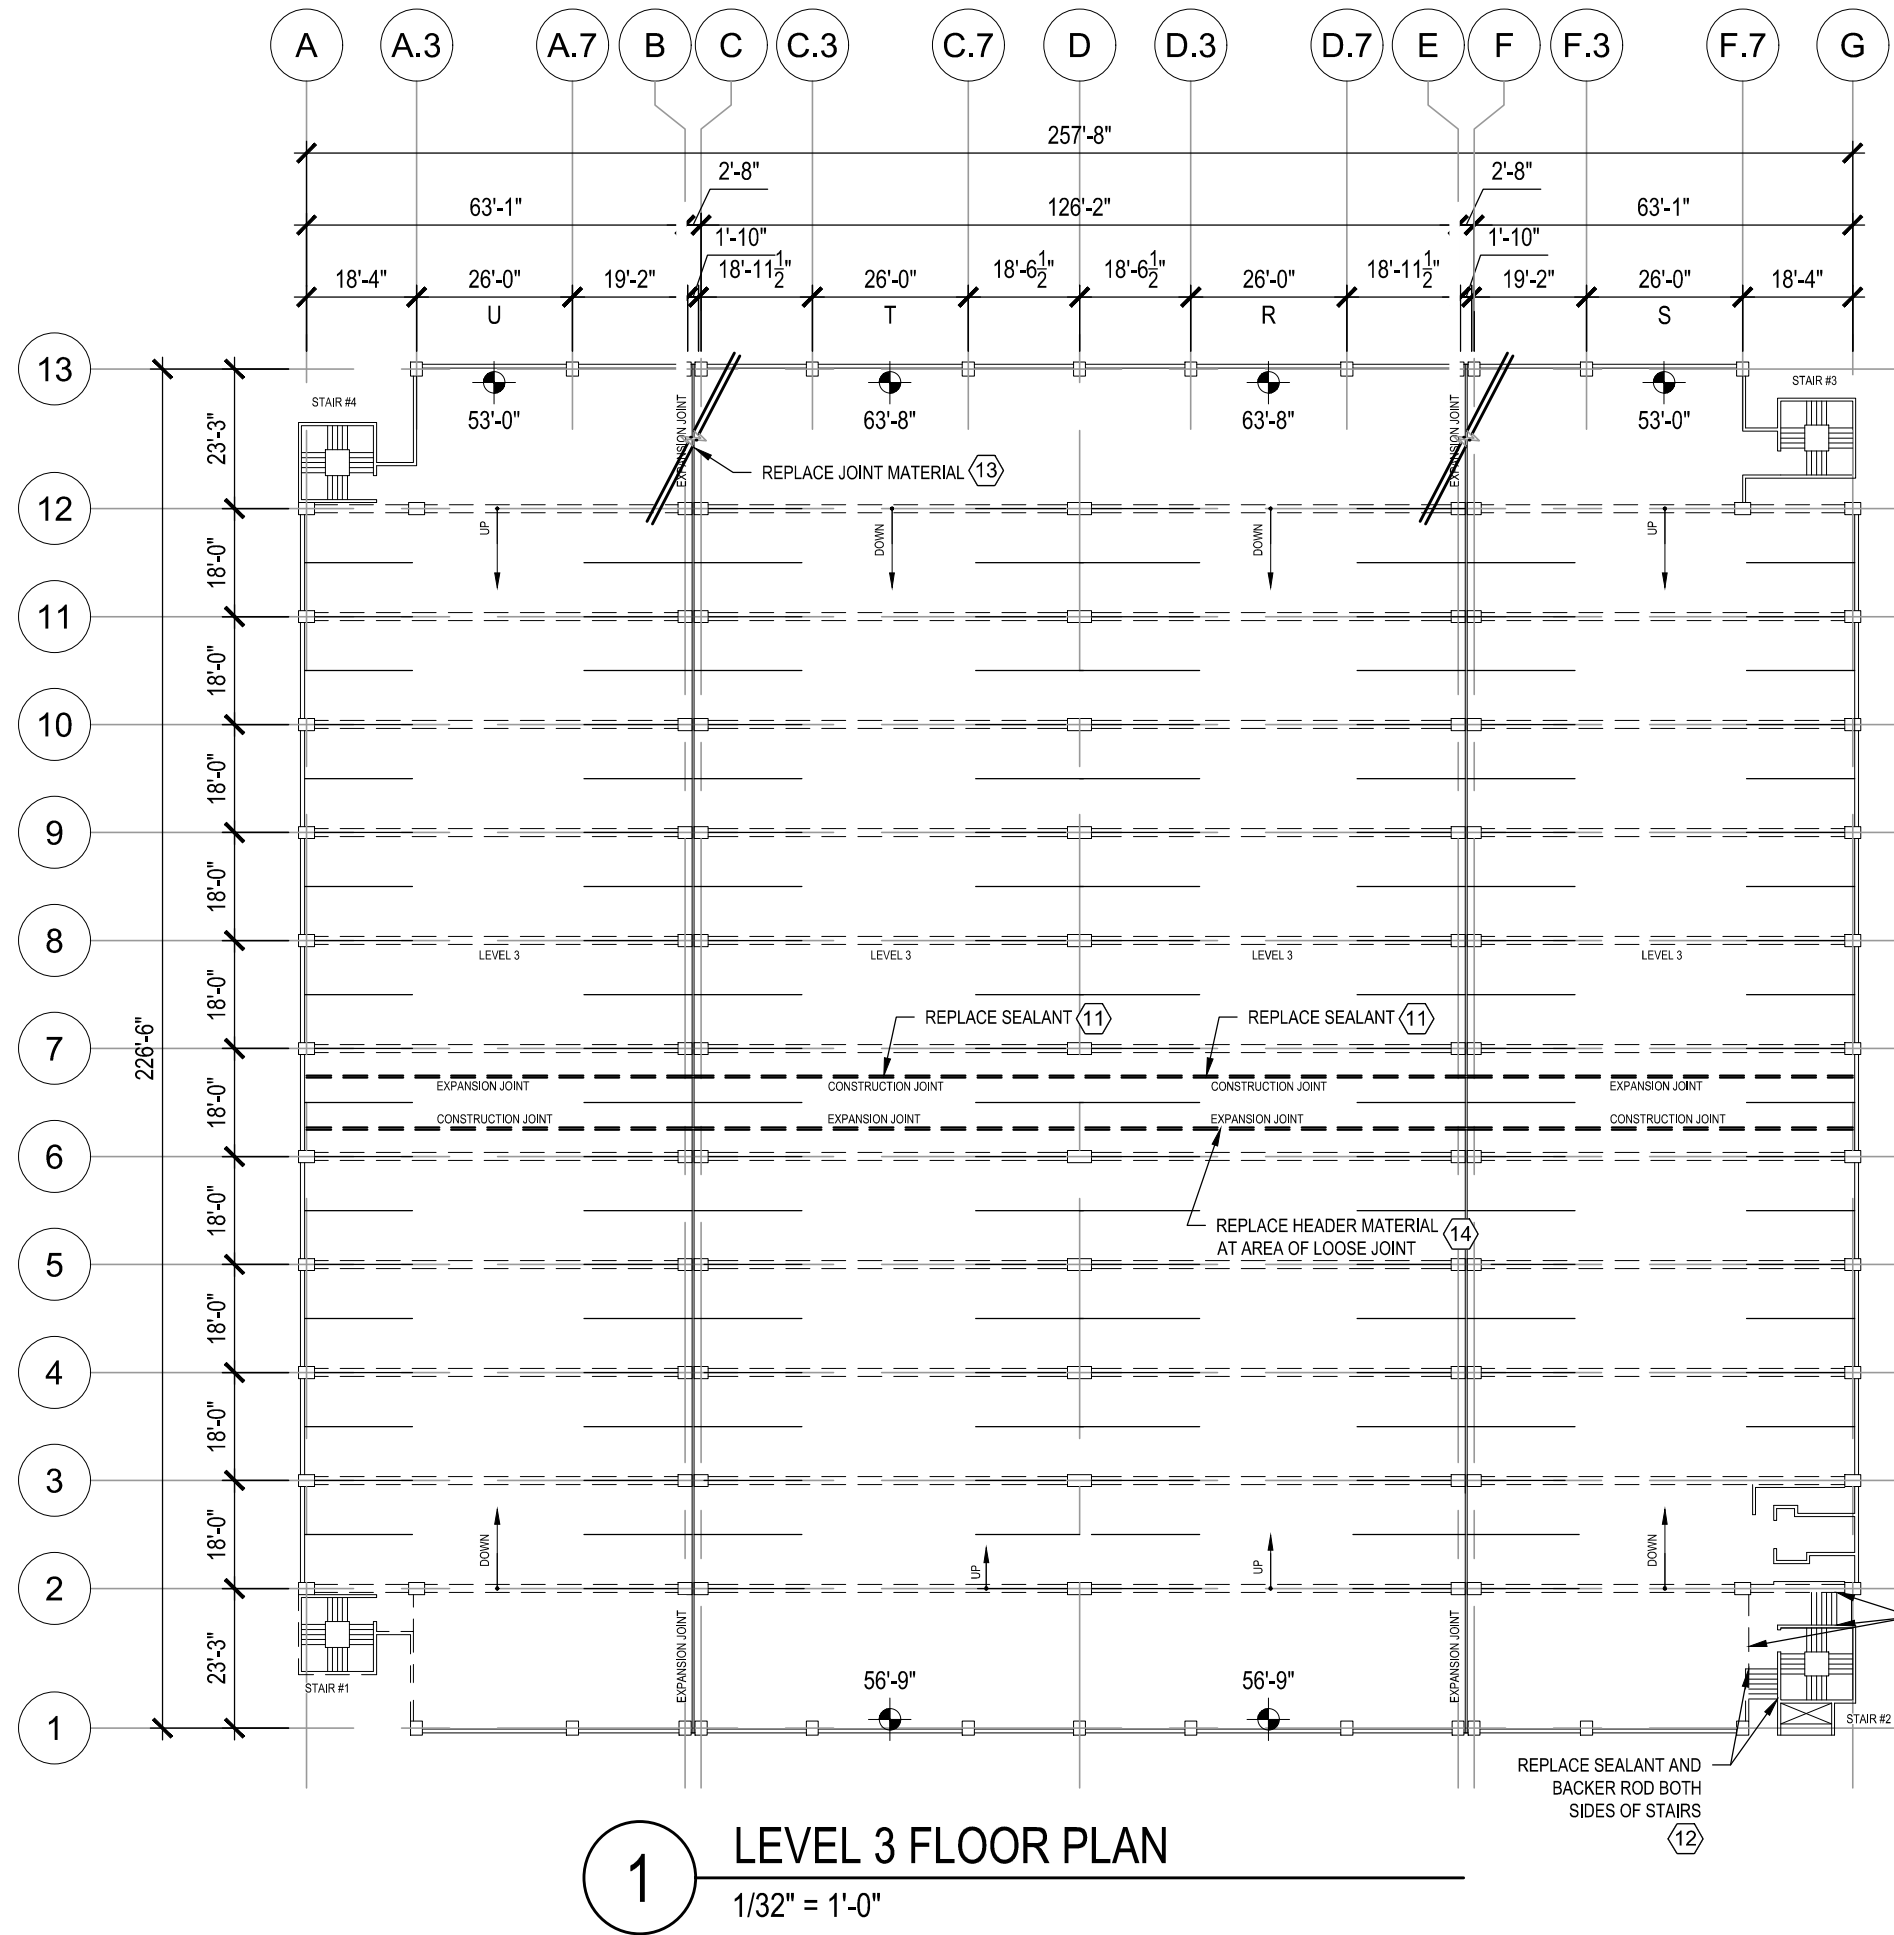 A A.3 A.7 B C C.3 C.7 D D.3 D.7 E F F.3 F.7 G
257'-8"
2'-8" 2'-8"
63'-1" 126'-2" 63'-1"
1'-10" 1'-10"
18'-4" 26'-0" 19'-2" 18'-11 1/2" 26'-0" 18'-6 1/2" 18'-6 1/2" 26'-0" 18'-11 1/2" 19'-2" 26'-0" 18'-4"
U T R S
13
STAIR #4 STAIR #3
53'-0" 63'-8" 63'-8" 53'-0"
EXPANSION JOINT EXPANSION JOINT
23'-3"
REPLACE JOINT MATERIAL 13
12
UP DOWN DOWN UP
18'-0"
11
18'-0"
10
18'-0"
9
18'-0"
8
LEVEL 3 LEVEL 3 LEVEL 3 LEVEL 3
18'-0"
REPLACE SEALANT 11 REPLACE SEALANT 11
226'-6"
7
EXPANSION JOINT CONSTRUCTION JOINT CONSTRUCTION JOINT EXPANSION JOINT
18'-0"
CONSTRUCTION JOINT EXPANSION JOINT EXPANSION JOINT CONSTRUCTION JOINT
6
18'-0"
REPLACE HEADER MATERIAL
AT AREA OF LOOSE JOINT
14
5
18'-0"
4
18'-0"
3
18'-0"
DOWN UP UP DOWN
2
23'-3"
EXPANSION JOINT EXPANSION JOINT
STAIR #1
56'-9" 56'-9"
1
STAIR #2
REPLACE SEALANT AND
BACKER ROD BOTH
SIDES OF STAIRS
12
1
LEVEL 3 FLOOR PLAN
1/32" = 1'-0"